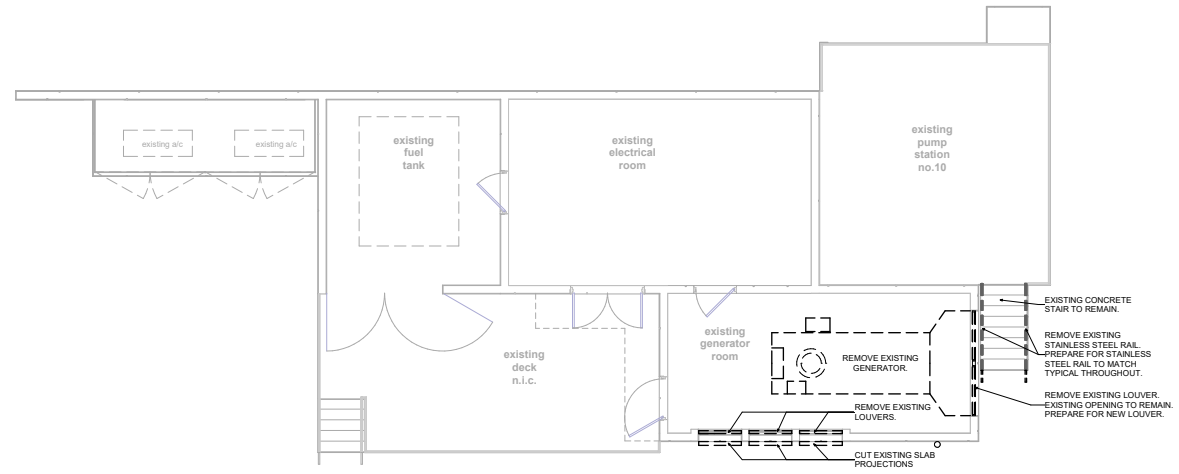 existing a/c
existing a/c
existing
fuel
tank
existing
electrical
room
existing
pump
station
no.10
existing
deck
n.i.c.
existing
generator
room
REMOVE EXISTING
GENERATOR.
EXISTING CONCRETE
STAIR TO REMAIN.
REMOVE EXISTING
STAINLESS STEEL RAIL.
PREPARE FOR STAINLESS
STEEL RAIL TO MATCH
TYPICAL THROUGHOUT.
REMOVE EXISTING LOUVER.
EXISTING OPENING TO REMAIN.
PREPARE FOR NEW LOUVER.
REMOVE EXISTING
LOUVERS.
CUT EXISTING SLAB
PROJECTIONS